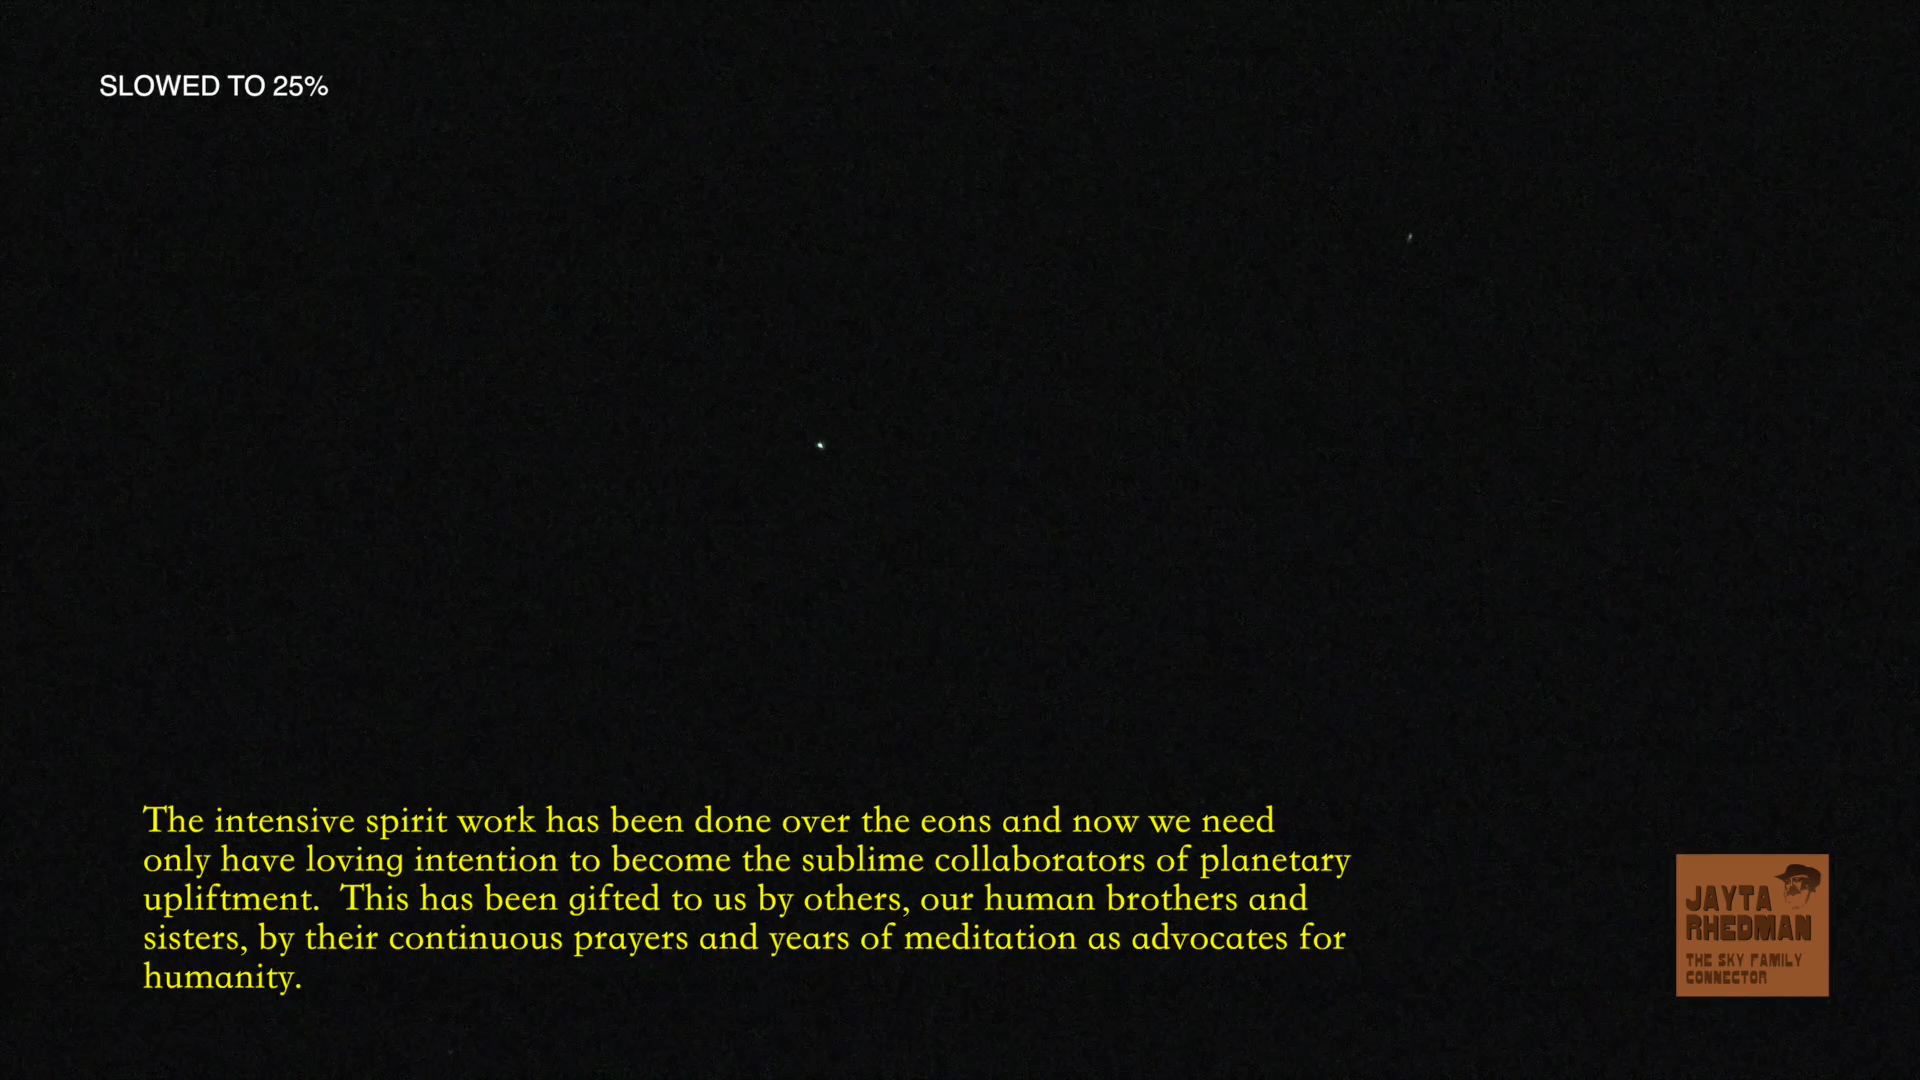 SLOWED TO 25%
The intensive spirit work has been done over the eons and now we need
only have loving intention to become the sublime collaborators of planetary
upliftment.  This has been gifted to us by others, our human brothers and
sisters, by their continuous prayers and years of meditation as advocates for
humanity.
JAYTA
RHEDMAN
THE SKY FAMILY
CONNECTOR